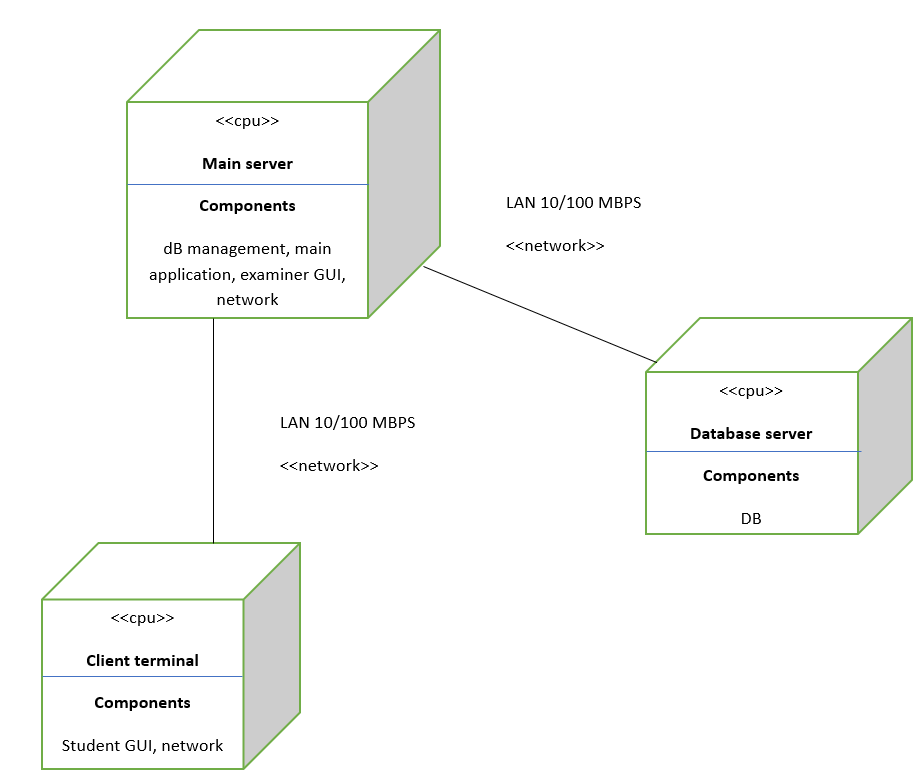 <<cpu>>
Main server
Components
dB management, main
application, examiner GUI,
network
LAN 10/100 MBPS
<<network>>
<<cpu>>
Database server
Components
DB
LAN 10/100 MBPS
<<network>>
<<cpu>>
Client terminal
Components
Student GUI, network